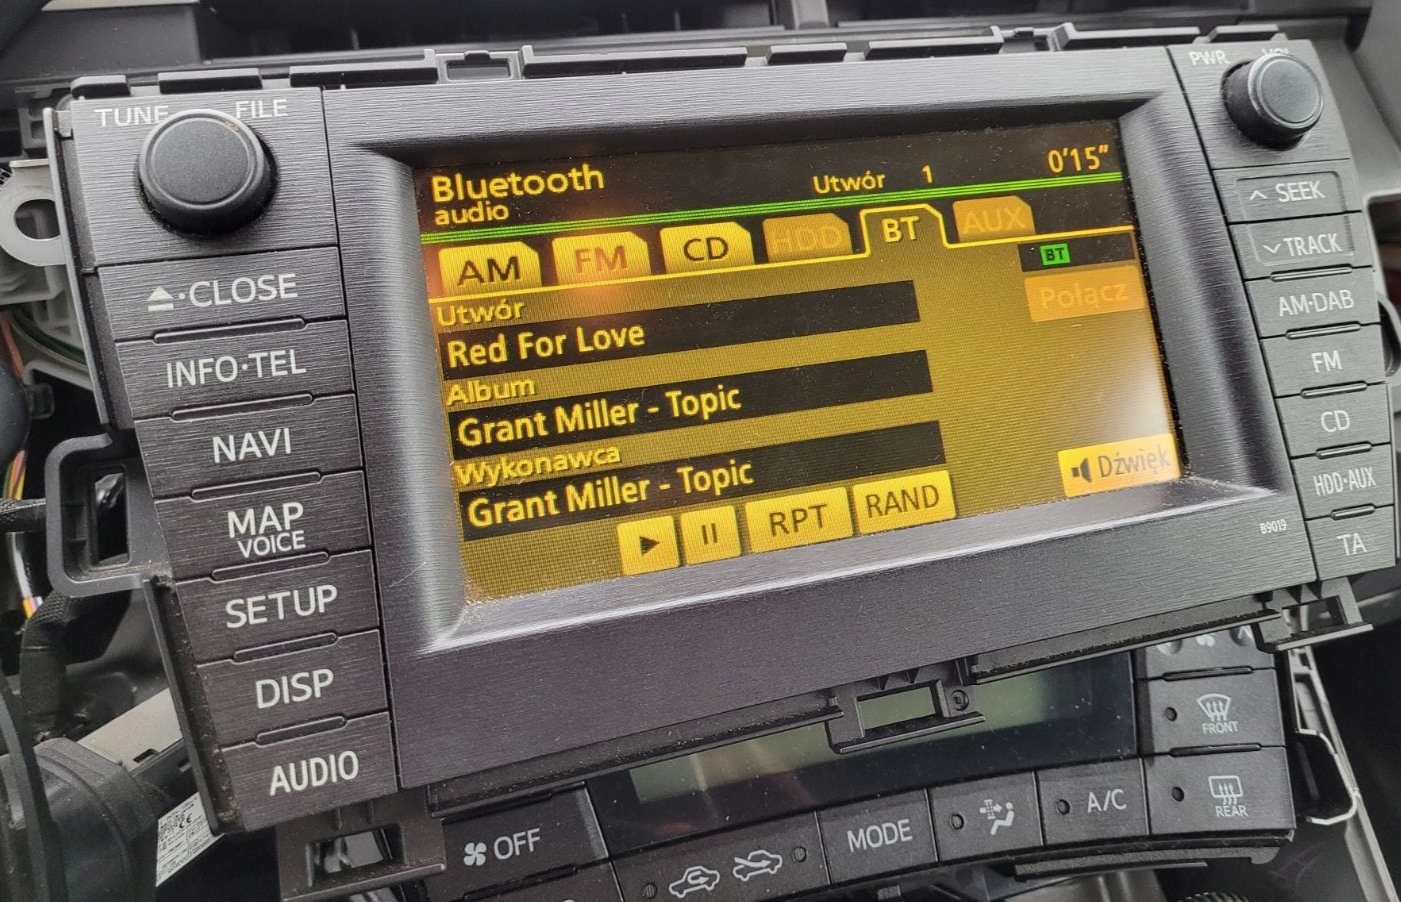 TUNE FILE
PWR VOL
Bluetooth
audio
Utwór 1
0'15"
AM FM CD HDD BT AUX
BT
Połącz
Utwór
Red For Love
Album
Grant Miller - Topic
Wykonawca
Grant Miller - Topic
RPT RAND
Dźwięk
CLOSE
INFO·TEL
NAVI
MAP
VOICE
SETUP
DISP
AUDIO
SEEK
TRACK
AM·DAB
FM
CD
HDD·AUX
TA
B9019
OFF
MODE
A/C
FRONT
REAR